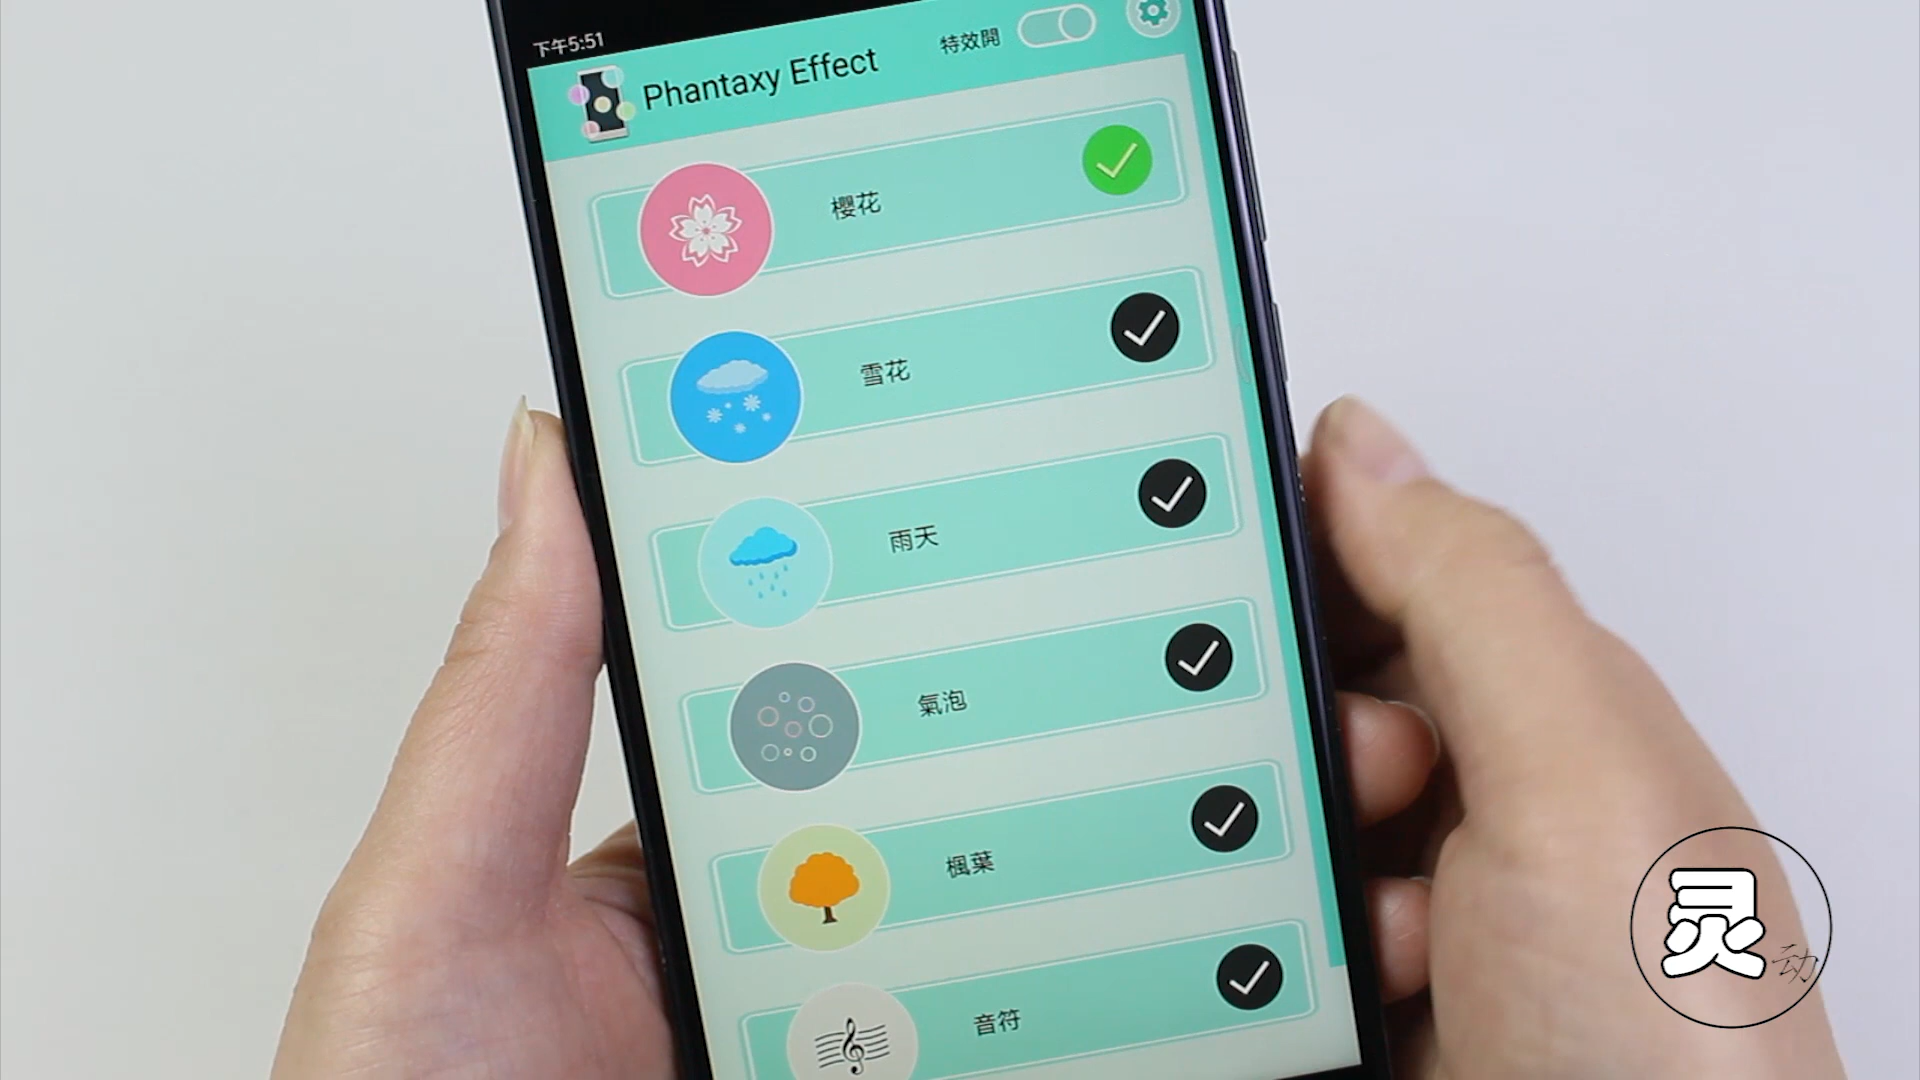 下午5:51
Phantaxy Effect
特效開
櫻花
雪花
雨天
氣泡
楓葉
音符
灵动